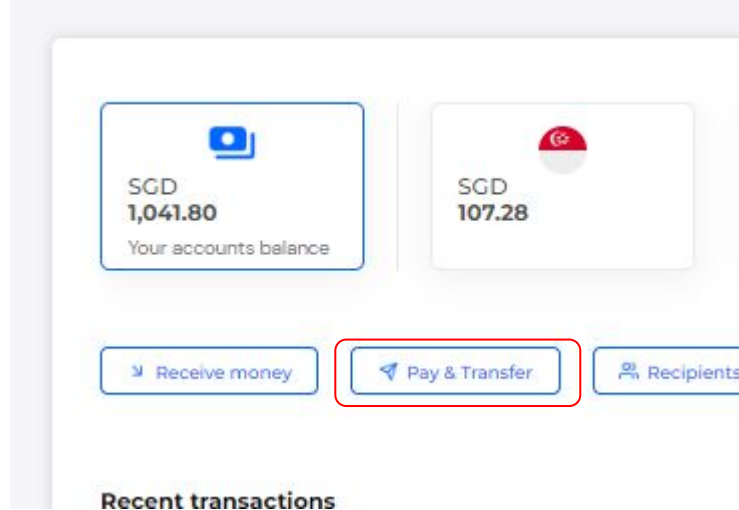 SGD
1,041.80
Your accounts balance
SGD
107.28
Receive money
Pay & Transfer
Recipients
Recent transactions